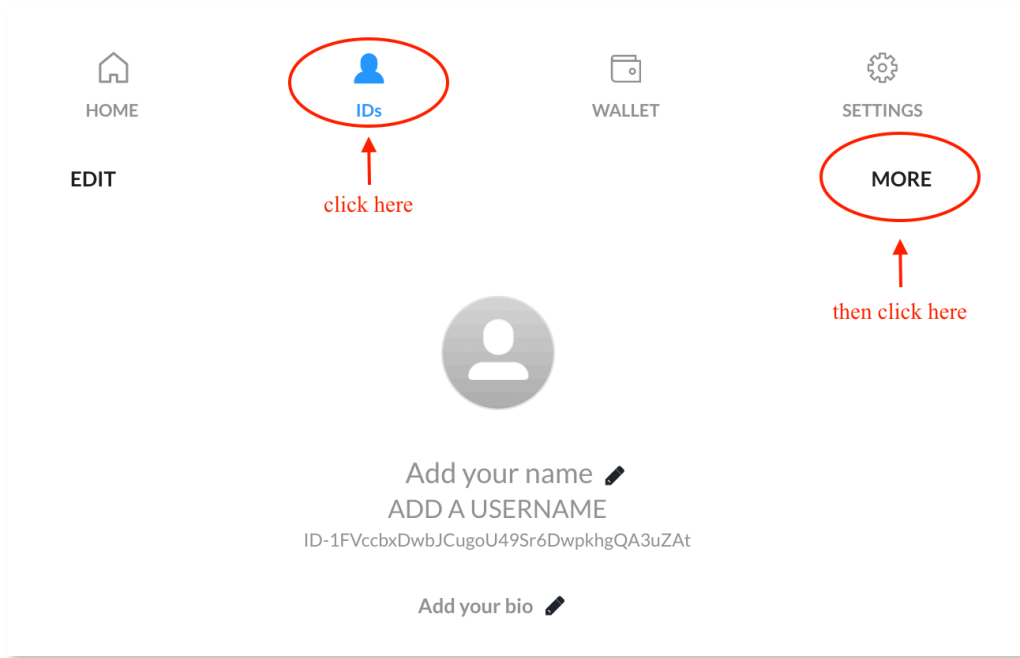 HOME IDs WALLET SETTINGS
EDIT MORE
click here
then click here
Add your name
ADD A USERNAME
ID-1FVccbxDwbJCugoU49Sr6DwpkhgQA3uZAt
Add your bio